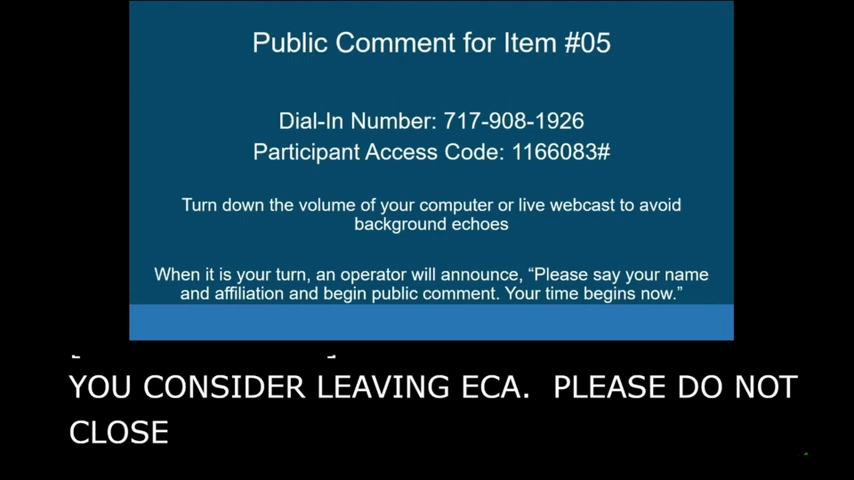 Public Comment for Item #05
Dial-In Number: 717-908-1926
Participant Access Code: 1166083#
Turn down the volume of your computer or live webcast to avoid
background echoes
When it is your turn, an operator will announce, “Please say your name
and affiliation and begin public comment. Your time begins now.”
YOU CONSIDER LEAVING ECA.  PLEASE DO NOT
CLOSE